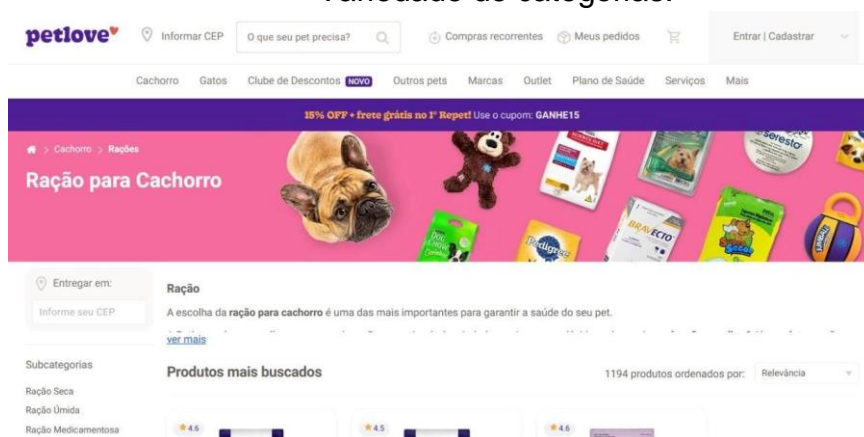 variedade de categorias.
petlove
Informar CEP
O que seu pet precisa?
Compras recorrentes
Meus pedidos
Entrar | Cadastrar
Cachorro Gatos Clube de Descontos NOVO Outros pets Marcas Outlet Plano de Saúde Serviços Mais
15% OFF + frete grátis no 1º Repet! Use o cupom: GANHE15
> Cachorro > Rações
Ração para Cachorro
DOG CHOW
Pedigree
BRAVECTO
Seresto
Secão
Entregar em:
Informe seu CEP
Ração
A escolha da ração para cachorro é uma das mais importantes para garantir a saúde do seu pet.
ver mais
Subcategorias
Ração Seca
Ração Úmida
Ração Medicamentosa
Produtos mais buscados
1194 produtos ordenados por: Relevância
4.6
4.5
4.6